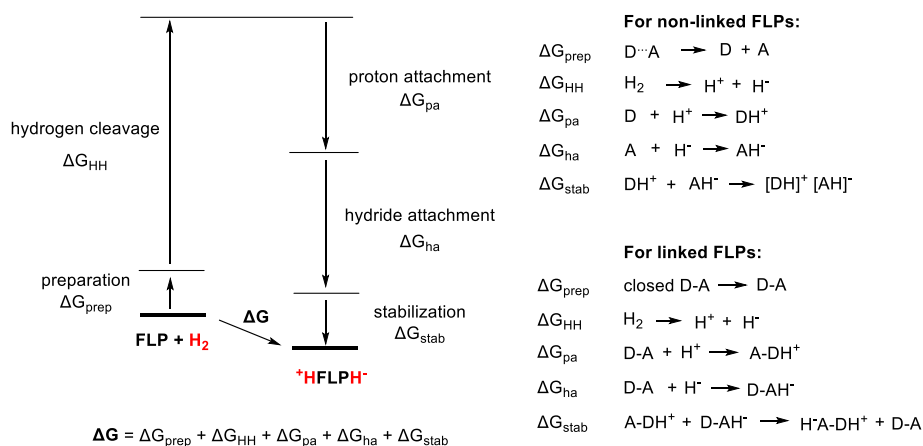 hydrogen cleavage
ΔG_HH
preparation
ΔG_prep
FLP + H₂
ΔG
proton attachment
ΔG_pa
hydride attachment
ΔG_ha
stabilization
ΔG_stab
⁺HFLPH⁻
ΔG = ΔG_prep + ΔG_HH + ΔG_pa + ΔG_ha + ΔG_stab
For non-linked FLPs:
ΔG_prep D···A → D + A
ΔG_HH H₂ → H⁺ + H⁻
ΔG_pa D + H⁺ → DH⁺
ΔG_ha A + H⁻ → AH⁻
ΔG_stab DH⁺ + AH⁻ → [DH]⁺ [AH]⁻
For linked FLPs:
ΔG_prep closed D-A → D-A
ΔG_HH H₂ → H⁺ + H⁻
ΔG_pa D-A + H⁺ → A-DH⁺
ΔG_ha D-A + H⁻ → D-AH⁻
ΔG_stab A-DH⁺ + D-AH⁻ → H⁻A-DH⁺ + D-A